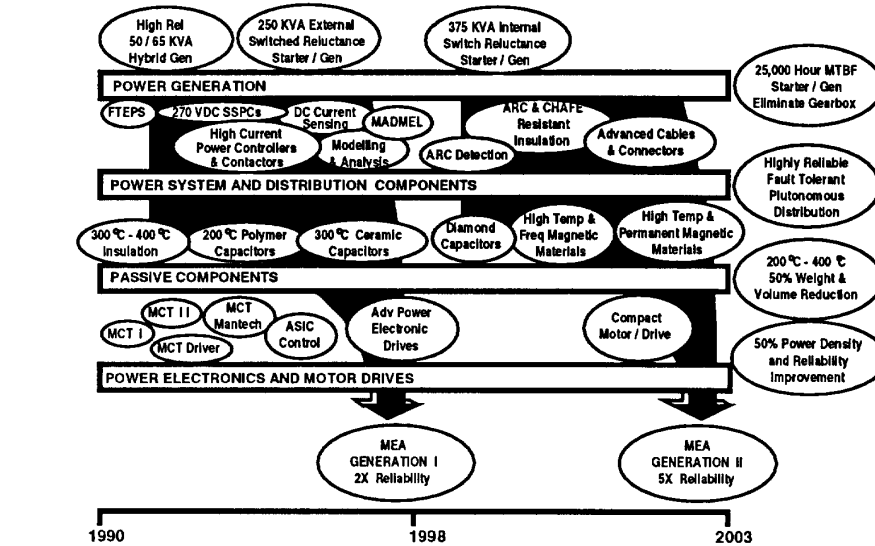 High Rel
50 / 65 KVA
Hybrid Gen
250 KVA External
Switched Reluctance
Starter / Gen
375 KVA Internal
Switch Reluctance
Starter / Gen
POWER GENERATION
25,000 Hour MTBF
Starter / Gen
Eliminate Gearbox
FTEPS
270 VDC SSPCs
DC Current
Sensing
MADMEL
High Current
Power Controllers
& Contactors
Modelling
& Analysis
ARC Detection
ARC & CHAFE
Resistant
Insulation
Advanced Cables
& Connectors
POWER SYSTEM AND DISTRIBUTION COMPONENTS
Highly Reliable
Fault Tolerant
Plutonomous
Distribution
300 ºC - 400 ºC
Insulation
200 ºC Polymer
Capacitors
300 ºC Ceramic
Capacitors
Diamond
Capacitors
High Temp &
Freq Magnetic
Materials
High Temp &
Permanent Magnetic
Materials
PASSIVE COMPONENTS
200 ºC - 400 ºC
50% Weight &
Volume Reduction
MCT I
MCT II
MCT
Mantech
MCT Driver
ASIC
Control
Adv Power
Electronic
Drives
Compact
Motor / Drive
POWER ELECTRONICS AND MOTOR DRIVES
50% Power Density
and Reliability
Improvement
MEA
GENERATION I
2X Reliability
MEA
GENERATION II
5X Reliability
1990
1998
2003